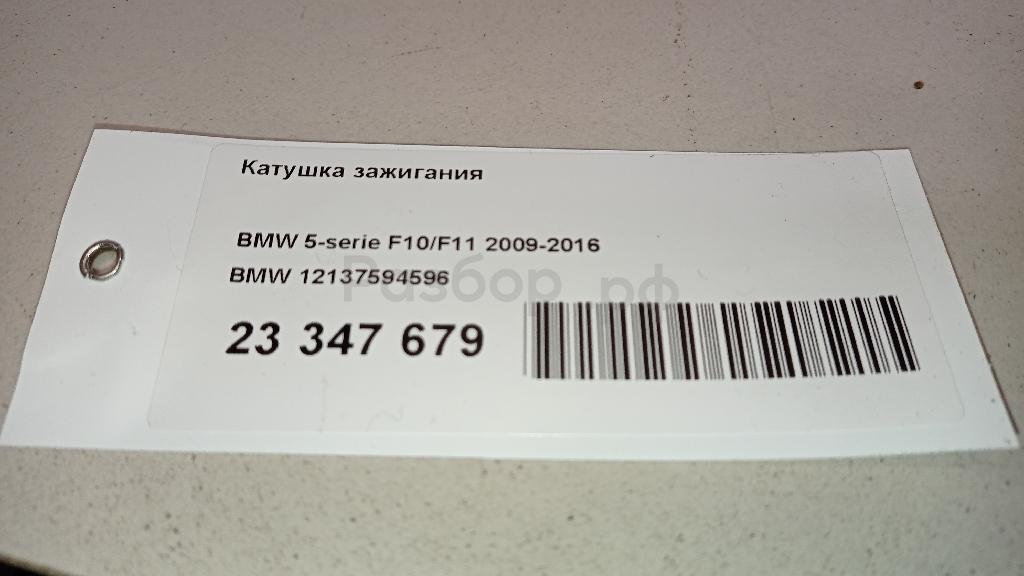 Катушка зажигания
BMW 5-serie F10/F11 2009-2016
BMW 12137594596
Разбор.рф
23 347 679